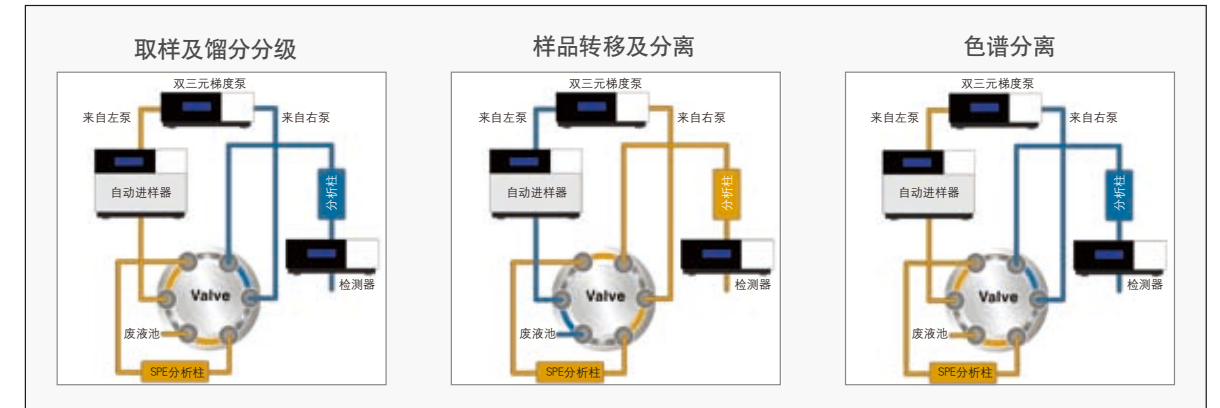 取样及馏分分级
双三元梯度泵
来自左泵
来自右泵
自动进样器
分析柱
Valve
检测器
废液池
SPE分析柱
样品转移及分离
双三元梯度泵
来自左泵
来自右泵
自动进样器
分析柱
Valve
检测器
废液池
SPE分析柱
色谱分离
双三元梯度泵
来自左泵
来自右泵
自动进样器
分析柱
Valve
检测器
废液池
SPE分析柱